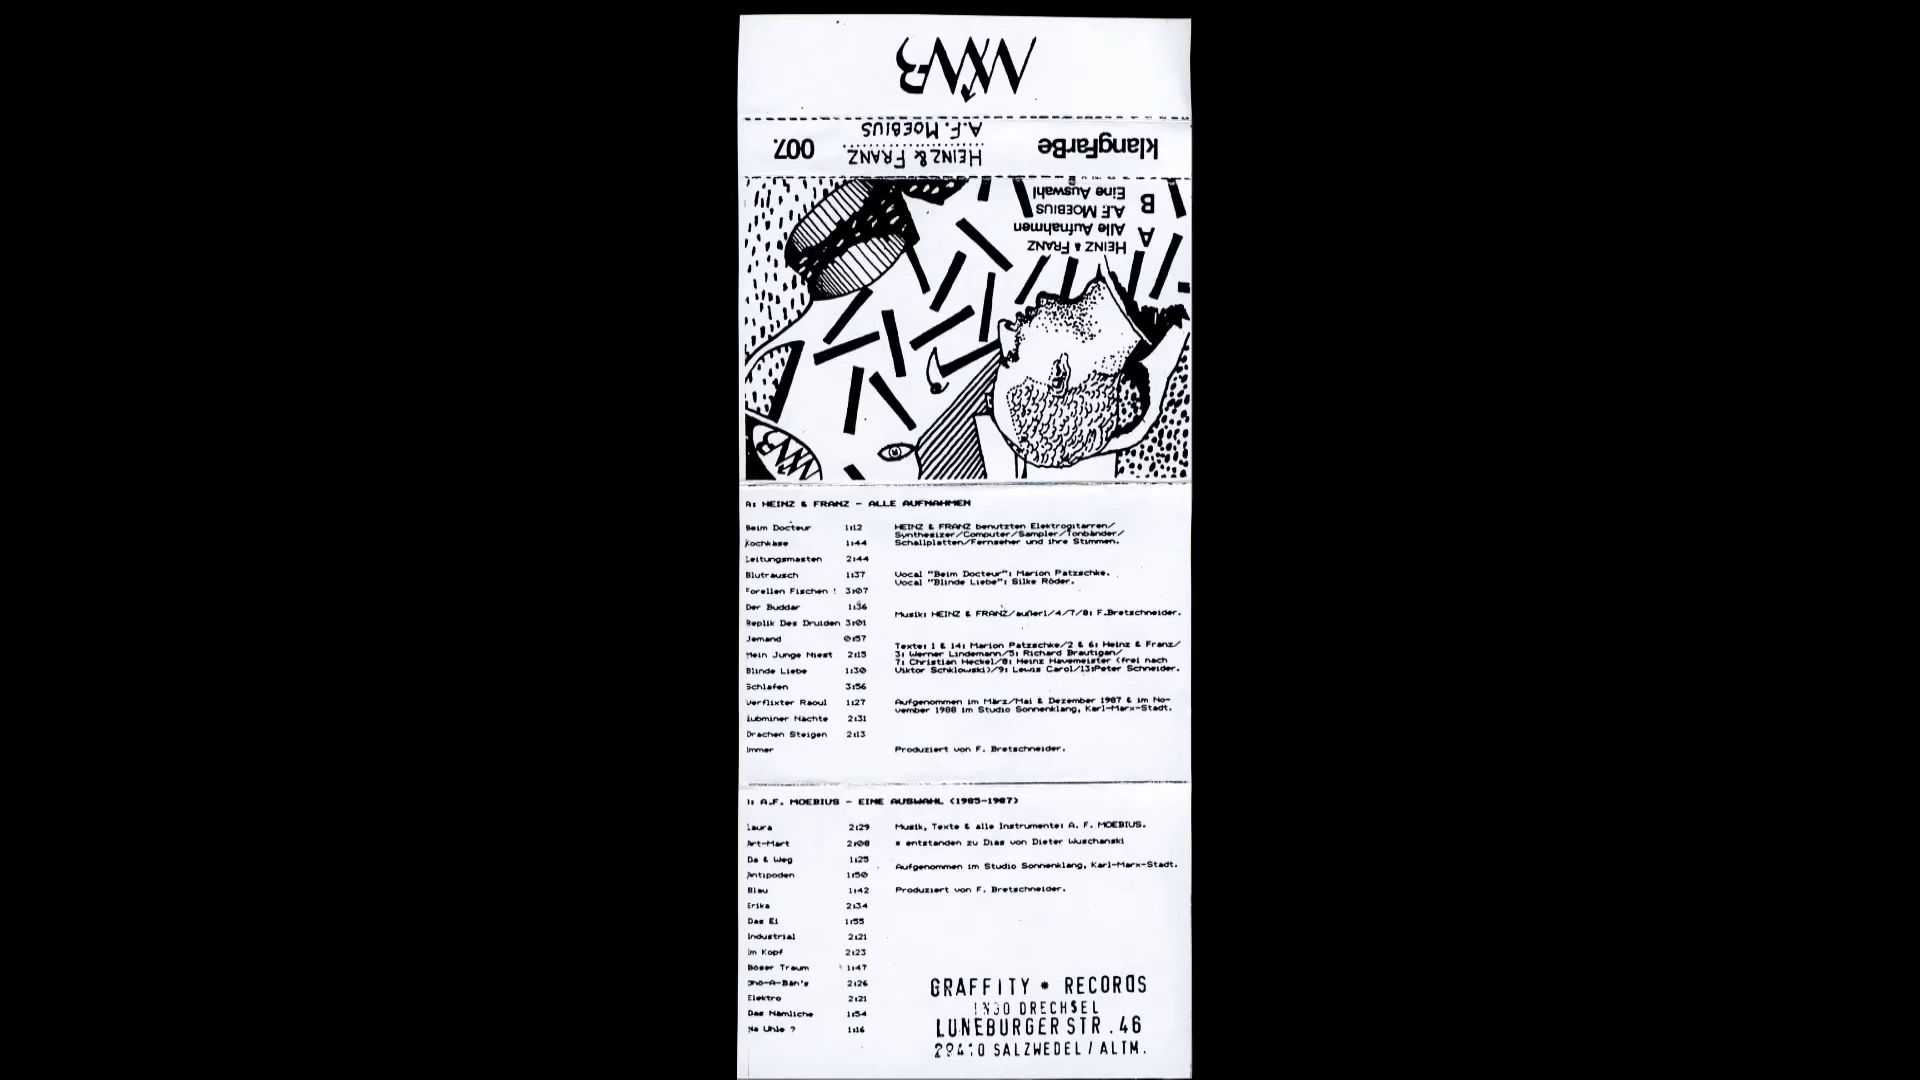 klangfarBe
HEINZ & FRANZ
A.F. MOEBIUS
007.
A HEINZ & FRANZ
Alle Aufnahmen
B A.F. MOEBIUS
Eine Auswahl
A: HEINZ & FRANZ - ALLE AUFNAHMEN
Beim Docteur 1:12
Kochkäse 1:44
Leitungsmasten 2:44
Blutrausch 1:37
Forellen Fischen ! 3:07
Der Buddar 1:36
Replik Des Druiden 3:01
Jemand 0:57
Mein Junge Niest 2:15
Blinde Liebe 1:30
Schlafen 3:56
Verflixter Raoul 1:27
Lubminer Nächte 2:31
Drachen Steigen 2:13
Immer
HEINZ & FRANZ benutzten Elektrogitarren/
Synthesizer/Computer/Sampler/Tonbänder/
Schallplatten/Fernseher und ihre Stimmen.
Vocal "Beim Docteur": Marion Patzschke.
Vocal "Blinde Liebe": Silke Röder.
Musik: HEINZ & FRANZ/außer1/4/7/8: F.Bretschneider.
Texte: 1 & 14: Marion Patzschke/2 & 6: Heinz & Franz/
3: Werner Lindemann/5: Richard Brautigan/
7: Christian Heckel/8: Heinz Havemeister (frei nach
Viktor Schklowski)/9: Lewis Carol/13:Peter Schneider.
Aufgenommen im März/Mai & Dezember 1987 & im No-
vember 1988 im Studio Sonnenklang, Karl-Marx-Stadt.
Produziert von F. Bretschneider.
: A.F. MOEBIUS - EINE AUSWAHL (1985-1987)
Laura 2:29
Art-Mart 2:08
Da & Weg 1:25
Antipoden 1:50
Blau 1:42
Erika 2:34
Das Ei 1:55
Industrial 2:21
Im Kopf 2:23
Böser Traum 1:47
2:26
Elektro 2:21
Das Nämliche 1:54
Na Uhle ? 1:16
Musik, Texte & alle Instrumente: A. F. MOEBIUS.
* entstanden zu Dias von Dieter Wuschanski
Aufgenommen im Studio Sonnenklang, Karl-Marx-Stadt.
Produziert von F. Bretschneider.
GRAFFITY * RECORDS
INGO DRECHSEL
LÜNEBURGER STR. 46
29410 SALZWEDEL / ALTM.